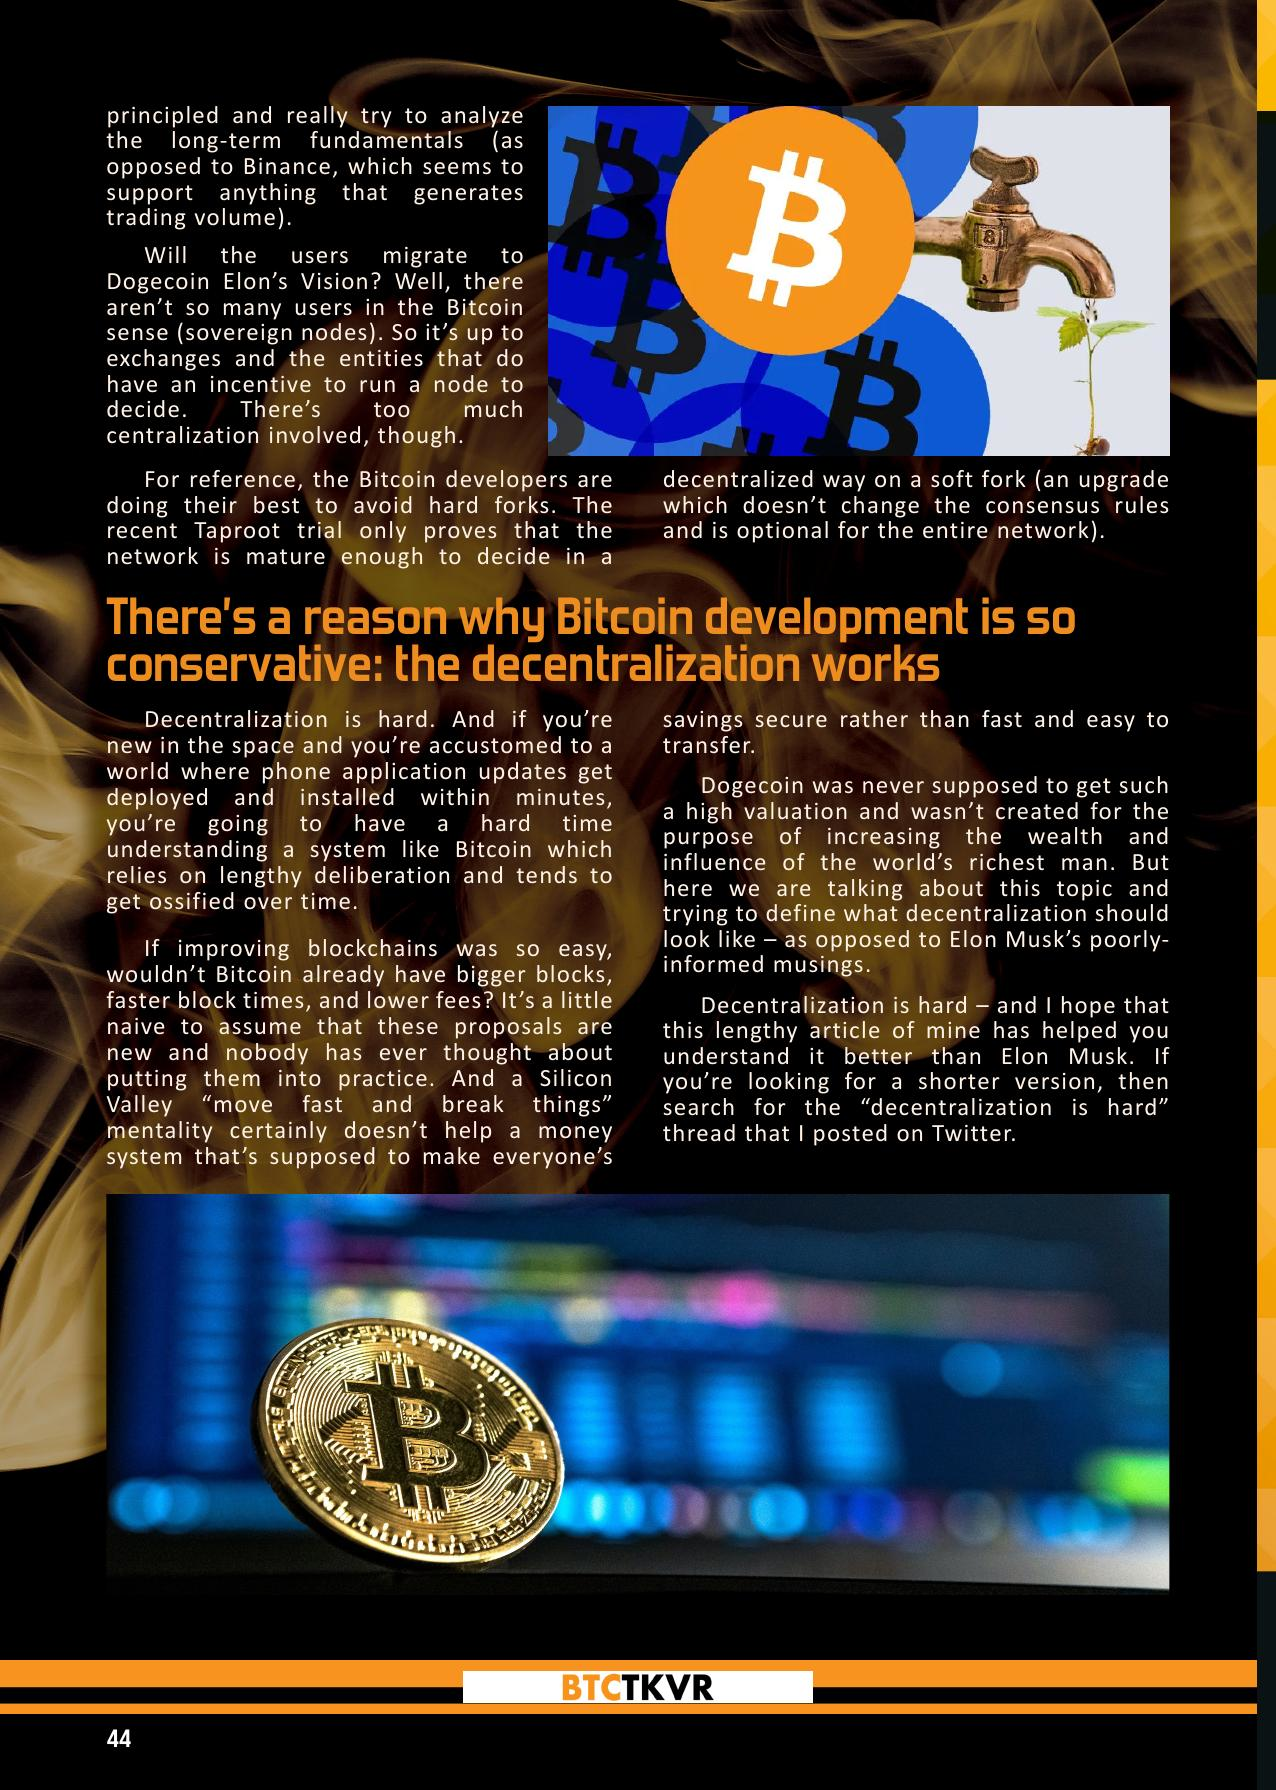 principled and really try to analyze
the long-term fundamentals (as
opposed to Binance, which seems to
support anything that generates
trading volume).
Will the users migrate to
Dogecoin Elon’s Vision? Well, there
aren’t so many users in the Bitcoin
sense (sovereign nodes). So it’s up to
exchanges and the entities that do
have an incentive to run a node to
decide. There’s too much
centralization involved, though.
For reference, the Bitcoin developers are
doing their best to avoid hard forks. The
recent Taproot trial only proves that the
network is mature enough to decide in a
decentralized way on a soft fork (an upgrade
which doesn’t change the consensus rules
and is optional for the entire network).
There's a reason why Bitcoin development is so
conservative: the decentralization works
Decentralization is hard. And if you’re
new in the space and you’re accustomed to a
world where phone application updates get
deployed and installed within minutes,
you’re going to have a hard time
understanding a system like Bitcoin which
relies on lengthy deliberation and tends to
get ossified over time.
If improving blockchains was so easy,
wouldn’t Bitcoin already have bigger blocks,
faster block times, and lower fees? It’s a little
naive to assume that these proposals are
new and nobody has ever thought about
putting them into practice. And a Silicon
Valley “move fast and break things”
mentality certainly doesn’t help a money
system that’s supposed to make everyone’s
savings secure rather than fast and easy to
transfer.
Dogecoin was never supposed to get such
a high valuation and wasn’t created for the
purpose of increasing the wealth and
influence of the world’s richest man. But
here we are talking about this topic and
trying to define what decentralization should
look like – as opposed to Elon Musk’s poorly-
informed musings.
Decentralization is hard – and I hope that
this lengthy article of mine has helped you
understand it better than Elon Musk. If
you’re looking for a shorter version, then
search for the “decentralization is hard”
thread that I posted on Twitter.
BTCTKVR
44